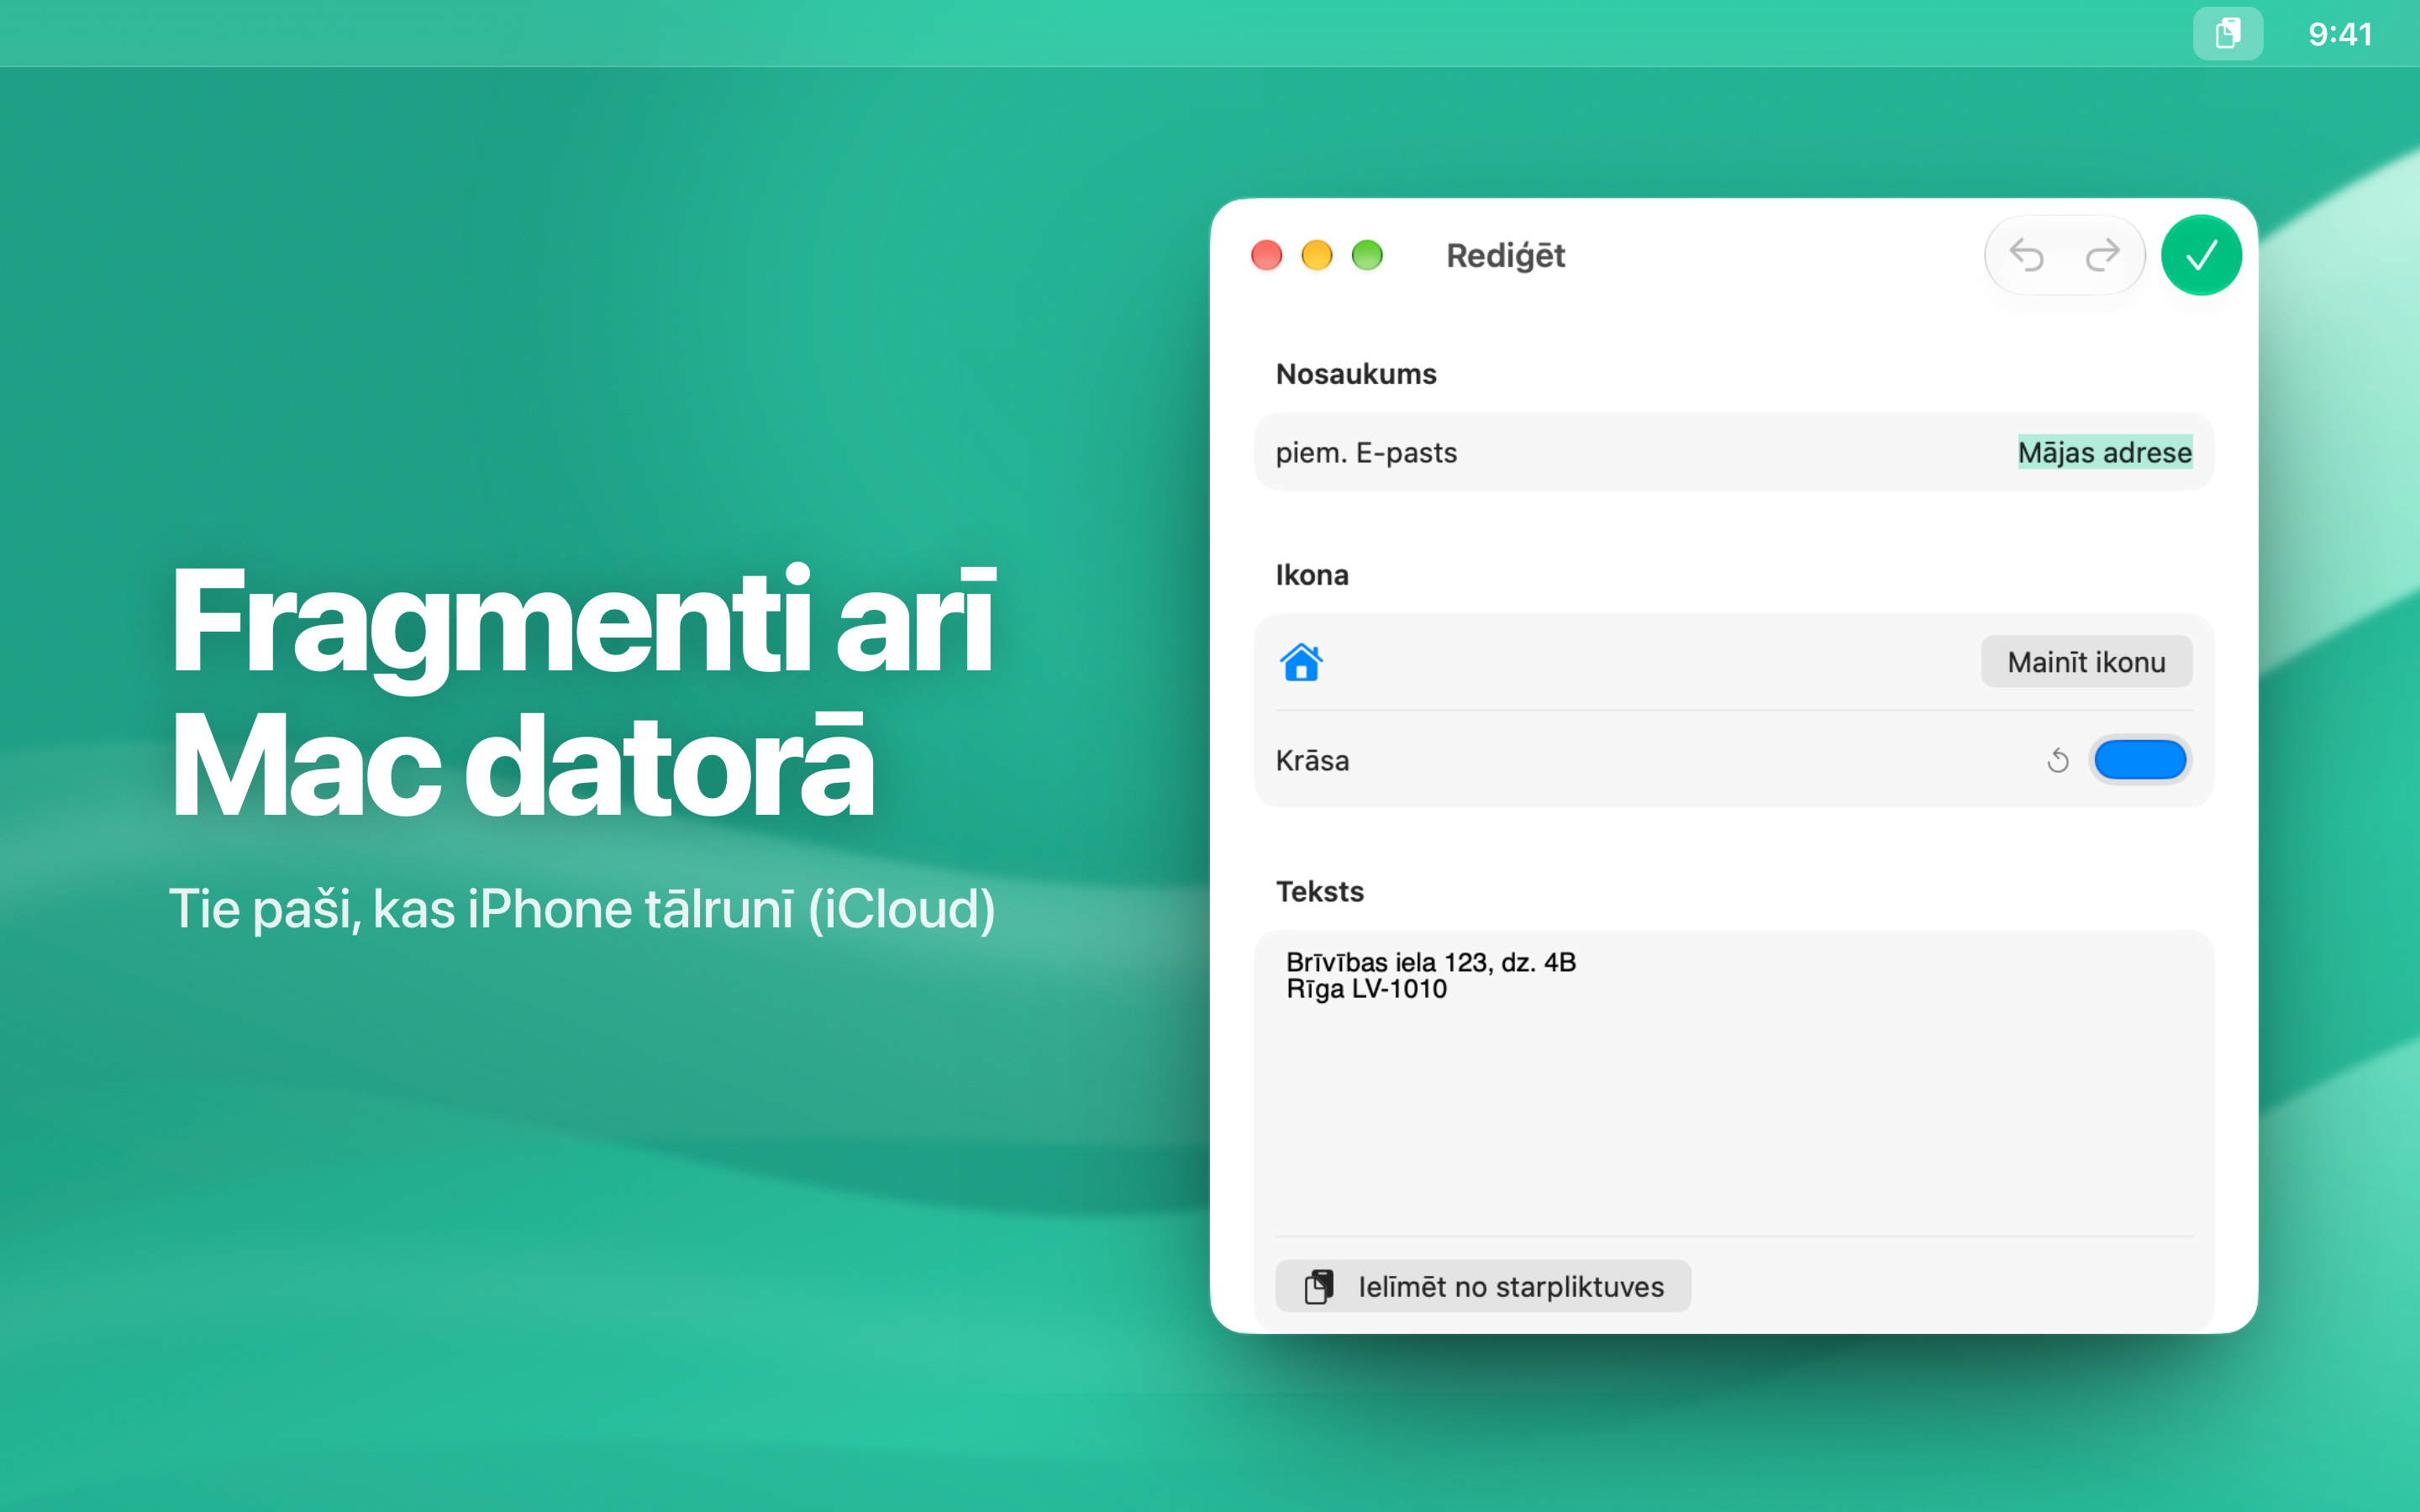 9:41
Fragmenti arī
Mac datorā
Tie paši, kas iPhone tālrunī (iCloud)
Rediģēt
Nosaukums
piem. E-pasts Mājas adrese
Ikona
Mainīt ikonu
Krāsa
Teksts
Brīvības iela 123, dz. 4B
Rīga LV-1010
Ielīmēt no starpliktuves